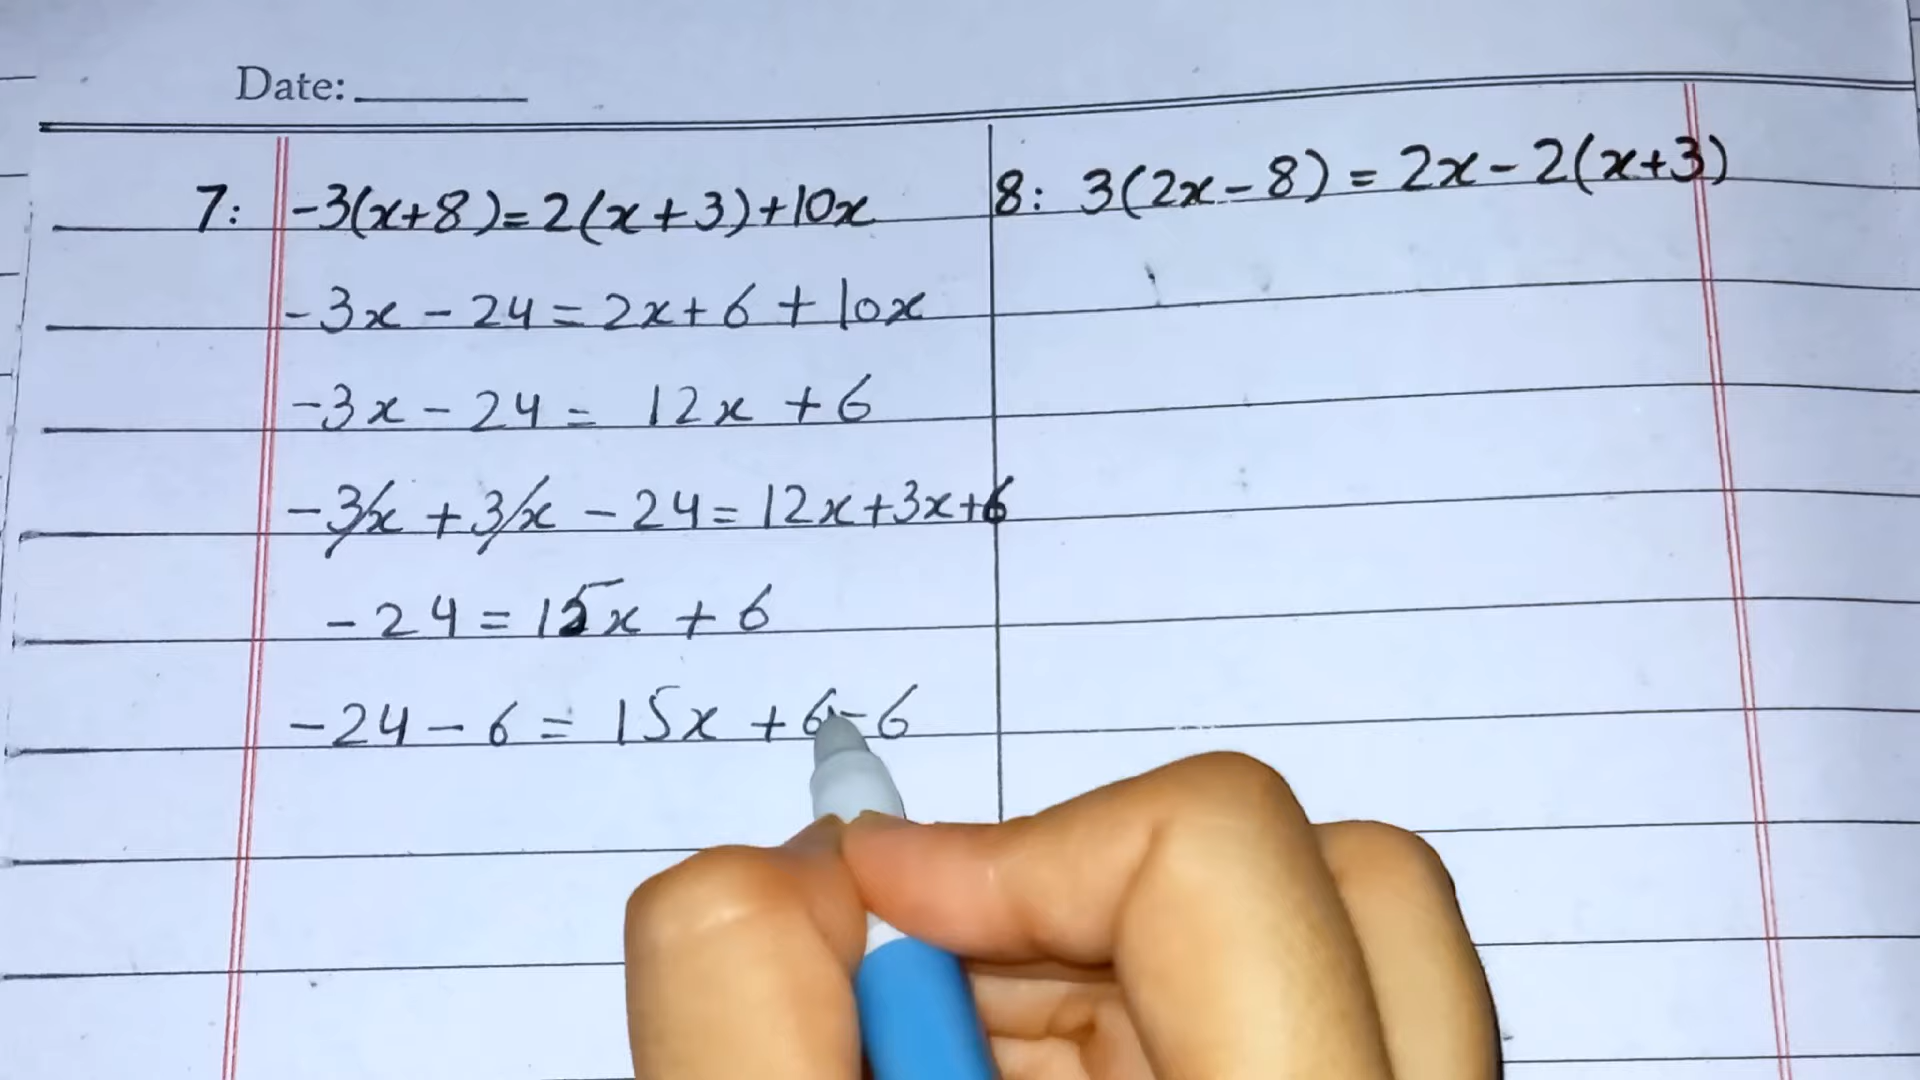 Date:
7: -3(x+8)=2(x+3)+10x
-3x - 24 = 2x+6 + 10x
-3x - 24 = 12x + 6
-3x + 3x - 24 = 12x+3x+6
-24 = 15x + 6
-24 - 6 = 15x + 6 - 6
8: 3(2x-8) = 2x-2(x+3)